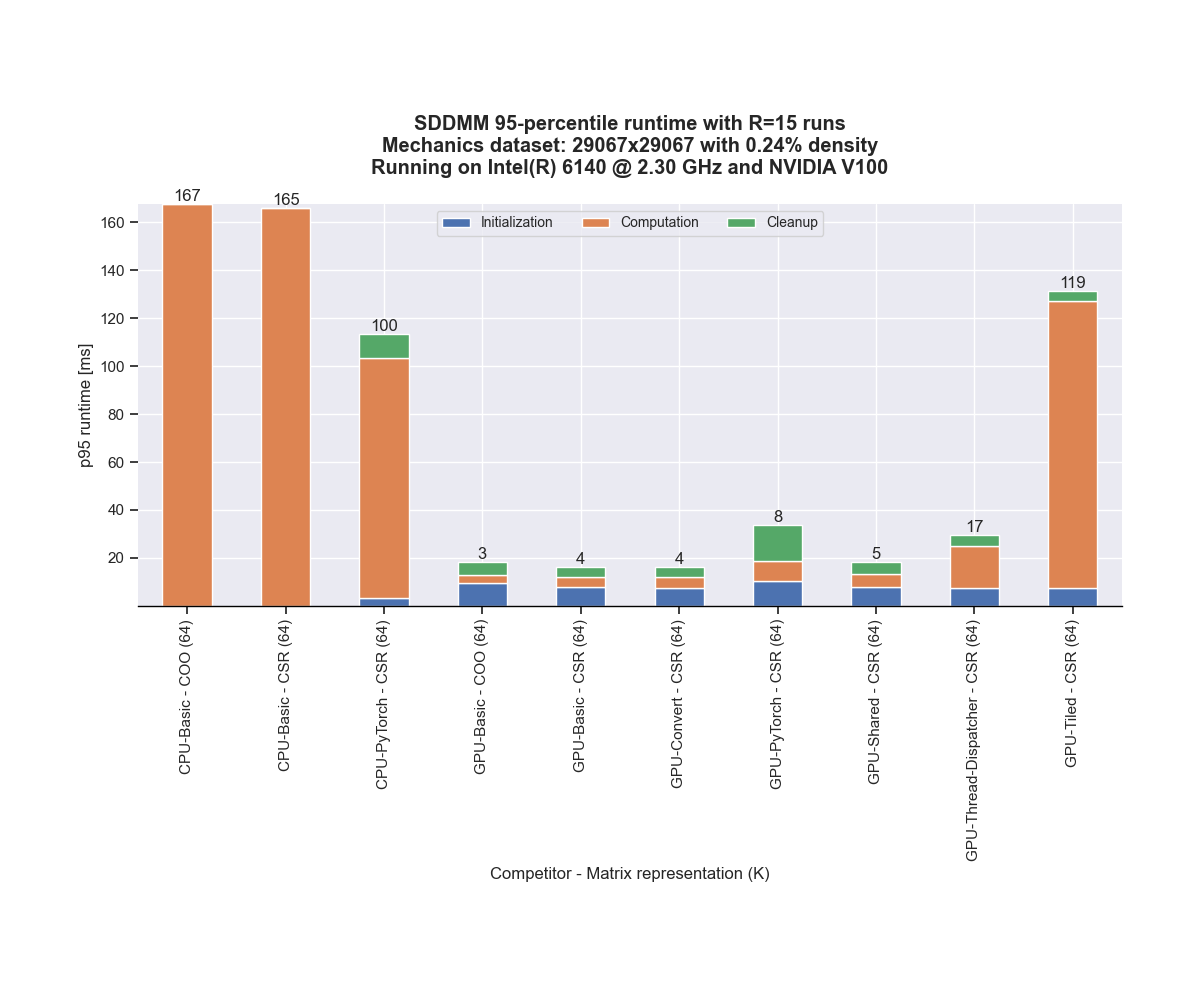 SDDMM 95-percentile runtime with R=15 runs
Mechanics dataset: 29067x29067 with 0.24% density
Running on Intel(R) 6140 @ 2.30 GHz and NVIDIA V100
Initialization
Computation
Cleanup
167
165
100
3
4
4
8
5
17
119
160
140
120
100
80
60
40
20
p95 runtime [ms]
CPU-Basic - COO (64)
CPU-Basic - CSR (64)
CPU-PyTorch - CSR (64)
GPU-Basic - COO (64)
GPU-Basic - CSR (64)
GPU-Convert - CSR (64)
GPU-PyTorch - CSR (64)
GPU-Shared - CSR (64)
GPU-Thread-Dispatcher - CSR (64)
GPU-Tiled - CSR (64)
Competitor - Matrix representation (K)